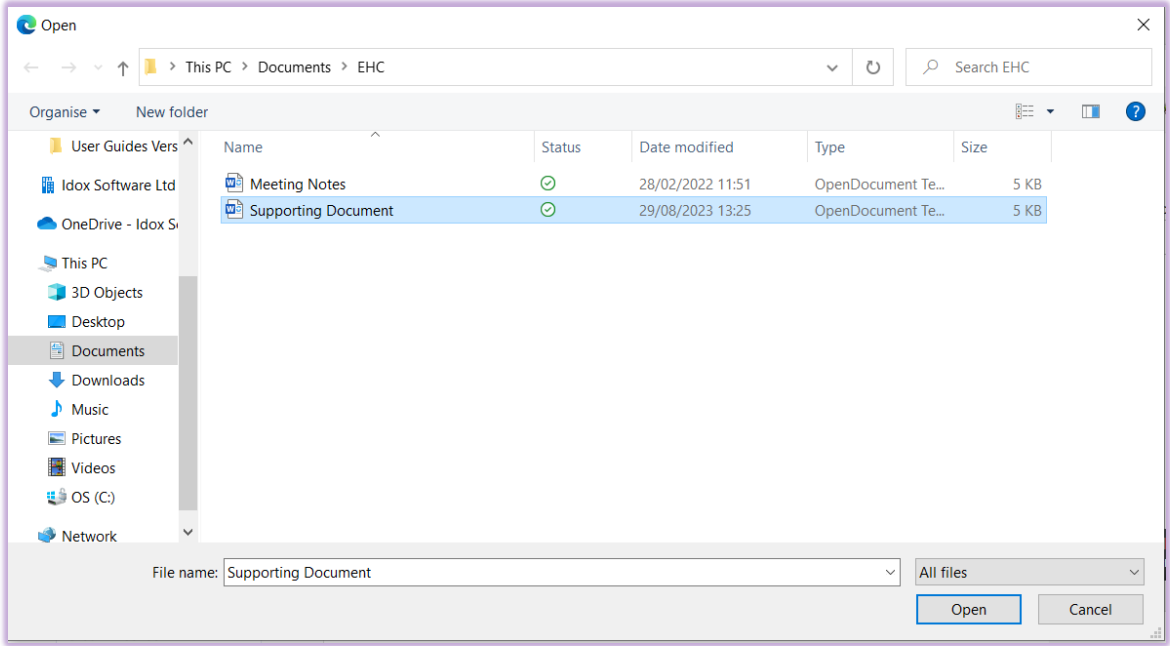 Open
This PC > Documents > EHC
Search EHC
Organise
New folder
Name Status Date modified Type Size
Meeting Notes 28/02/2022 11:51 OpenDocument Te... 5 KB
Supporting Document 29/08/2023 13:25 OpenDocument Te... 5 KB
User Guides Vers
Idox Software Ltd
OneDrive - Idox S
This PC
3D Objects
Desktop
Documents
Downloads
Music
Pictures
Videos
OS (C:)
Network
File name: Supporting Document
All files
Open Cancel